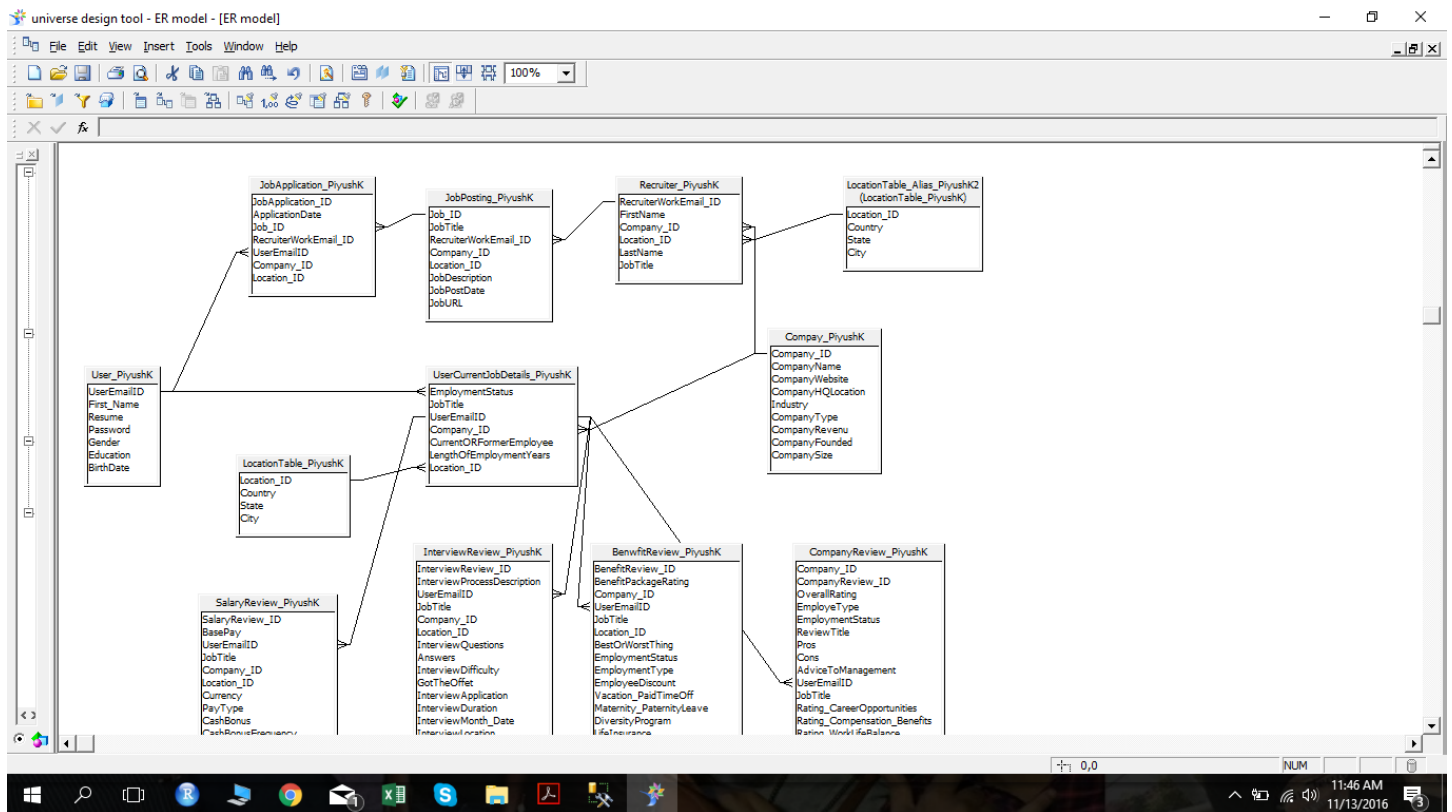 universe design tool - ER model - [ER model]
File Edit View Insert Tools Window Help
100%
JobApplication_PiyushK
JobApplication_ID
ApplicationDate
Job_ID
RecruiterWorkEmail_ID
UserEmailID
Company_ID
Location_ID
JobPosting_PiyushK
Job_ID
JobTitle
RecruiterWorkEmail_ID
Company_ID
Location_ID
JobDescription
JobPostDate
JobURL
Recruiter_PiyushK
RecruiterWorkEmail_ID
FirstName
Company_ID
Location_ID
LastName
JobTitle
LocationTable_Alias_PiyushK2
(LocationTable_PiyushK)
Location_ID
Country
State
City
Compay_PiyushK
Company_ID
CompanyName
CompanyWebsite
CompanyHQLocation
Industry
CompanyType
CompanyRevenu
CompanyFounded
CompanySize
User_PiyushK
UserEmailID
First_Name
Resume
Password
Gender
Education
BirthDate
UserCurrentJobDetails_PiyushK
EmploymentStatus
JobTitle
UserEmailID
Company_ID
CurrentORFormerEmployee
LengthOfEmploymentYears
Location_ID
LocationTable_PiyushK
Location_ID
Country
State
City
SalaryReview_PiyushK
SalaryReview_ID
BasePay
UserEmailID
JobTitle
Company_ID
Location_ID
Currency
PayType
CashBonus
CashBonusFrequency
InterviewReview_PiyushK
InterviewReview_ID
InterviewProcessDescription
UserEmailID
JobTitle
Company_ID
Location_ID
InterviewQuestions
Answers
InterviewDifficulty
GotTheOffet
InterviewApplication
InterviewDuration
InterviewMonth_Date
InterviewLocation
BenwfitReview_PiyushK
BenefitReview_ID
BenefitPackageRating
Company_ID
UserEmailID
JobTitle
Location_ID
BestOrWorstThing
EmploymentStatus
EmploymentType
EmployeeDiscount
Vacation_PaidTimeOff
Maternity_PaternityLeave
DiversityProgram
LifeInsurance
CompanyReview_PiyushK
Company_ID
CompanyReview_ID
OverallRating
EmployeType
EmploymentStatus
ReviewTitle
Pros
Cons
AdviceToManagement
UserEmailID
JobTitle
Rating_CareerOpportunities
Rating_Compensation_Benefits
Rating_WorkLifeBalance
0,0
NUM
11:46 AM
11/13/2016